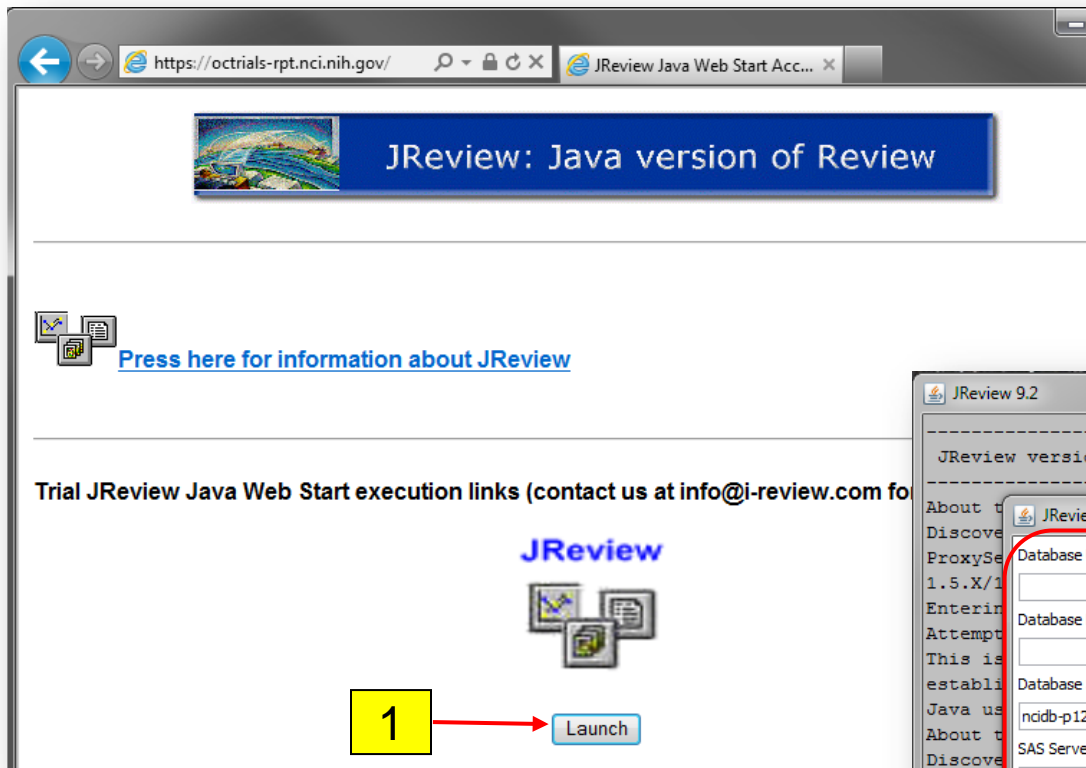 https://octrials-rpt.nci.nih.gov/
JReview Java Web Start Acc...
JReview: Java version of Review
Press here for information about JReview
Trial JReview Java Web Start execution links (contact us at info@i-review.com fo
JReview
1
Launch
JReview 9.2
JReview versi
About t
Discove
ProxySe
1.5.X/1
Enterin
Attempt
This is
establi
Java us
About t
Discove
JRevie
Database
Database
Database
ncidb-p12
SAS Serve